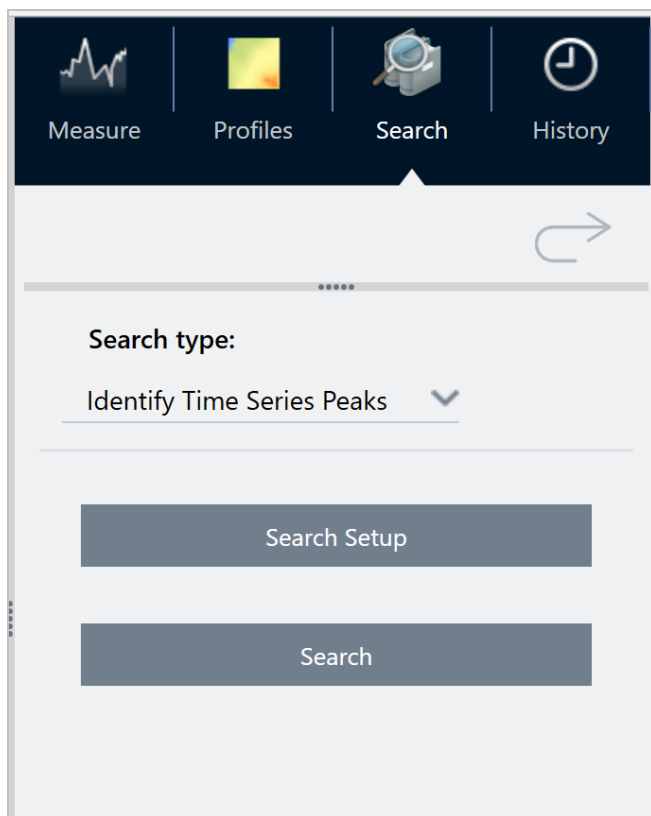 Measure Profiles Search History
Search type:
Identify Time Series Peaks
Search Setup
Search